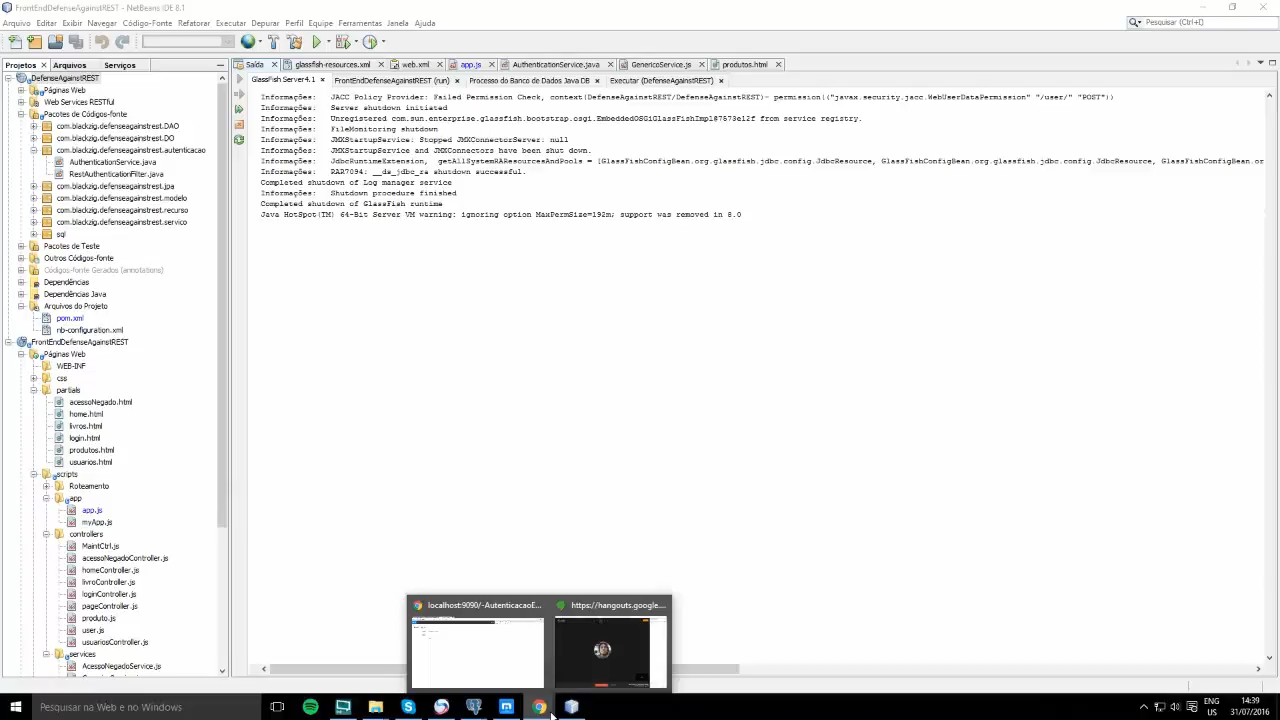 FrontEndDefenseAgainstREST - NetBeans IDE 8.1
Arquivo Editar Exibir Navegar Código-Fonte Refatorar Executar Depurar Perfil Equipe Ferramentas Janela Ajuda
Pesquisar (Ctrl+I)
Projetos Arquivos Serviços
Saída glassfish-resources.xml web.xml app.js AuthenticationService.java GenericoService.js produtos.html
GlassFish Server4.1 FrontEndDefenseAgainstREST (run) Processo do Banco de Dados Java DB Executar (DefenseAgainstREST)
DefenseAgainstREST
Páginas Web
Web Services RESTful
Pacotes de Código-fonte
com.blackzig.defenseagainstrest.DAO
com.blackzig.defenseagainstrest.DO
com.blackzig.defenseagainstrest.autenticacao
AuthenticationService.java
RestAuthenticationFilter.java
com.blackzig.defenseagainstrest.jpa
com.blackzig.defenseagainstrest.modelo
com.blackzig.defenseagainstrest.recurso
com.blackzig.defenseagainstrest.servico
sql
Pacotes de Teste
Outros Códigos-fonte
Códigos-fonte Gerados (annotations)
Dependências
Dependências Java
Arquivos do Projeto
pom.xml
nb-configuration.xml
FrontEndDefenseAgainstREST
Páginas Web
WEB-INF
css
partials
acessoNegado.html
home.html
livros.html
login.html
produtos.html
usuarios.html
scripts
Roteamento
app
app.js
myApp.js
controllers
MaintCtrl.js
acessoNegadoController.js
homeController.js
livroController.js
loginController.js
pageController.js
produto.js
user.js
usuariosController.js
services
AcessoNegadoService.js
Informações: JACC Policy Provider: Failed Permission Check, context(DefenseAgainstREST/DefenseAgainstREST)- permission(("javax.security.jacc.WebUserDataPermission" "/user/" "POST"))
Informações: Server shutdown initiated
Informações: Unregistered com.sun.enterprise.glassfish.bootstrap.osgi.EmbeddedOSGiGlassFishImpl@7573e12f from service registry.
Informações: FileMonitoring shutdown
Informações: JMXStartupService: Stopped JMXConnectorServer: null
Informações: JMXStartupService and JMXConnectors have been shut down.
Informações: JdbcRuntimeExtension, getAllSystemRAResourcesAndPools = [GlassFishConfigBean.org.glassfish.jdbc.config.JdbcResource, GlassFishConfigBean.org.glassfish.jdbc.config.JdbcResource, GlassFishConfigBean.or
Informações: RAR7094: __ds_jdbc_ra shutdown successful.
Completed shutdown of Log manager service
Informações: Shutdown procedure finished
Completed shutdown of GlassFish runtime
Java HotSpot(TM) 64-Bit Server VM warning: ignoring option MaxPermSize=192m; support was removed in 8.0
localhost:9090/-AutenticacaoE... https://hangouts.google....
Pesquisar na Web e no Windows
ENG 14:39
US 31/07/2016